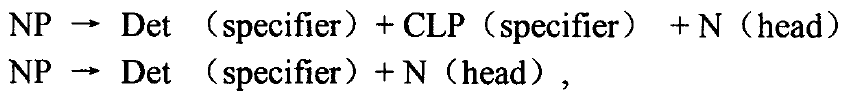 NP → Det （specifier）+ CLP（specifier） + N（head）
NP → Det （specifier）+ N（head），